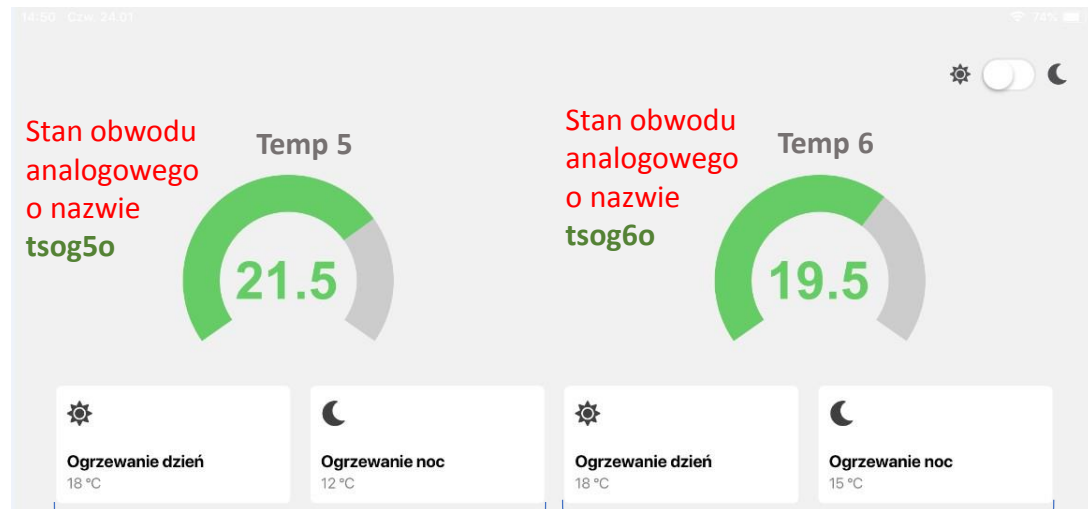 14:50 Czw. 24.01
74%
Stan obwodu
analogowego
o nazwie
tsog5o
Temp 5
21.5
Stan obwodu
analogowego
o nazwie
tsog6o
Temp 6
19.5
Ogrzewanie dzień
18 °C
Ogrzewanie noc
12 °C
Ogrzewanie dzień
18 °C
Ogrzewanie noc
15 °C